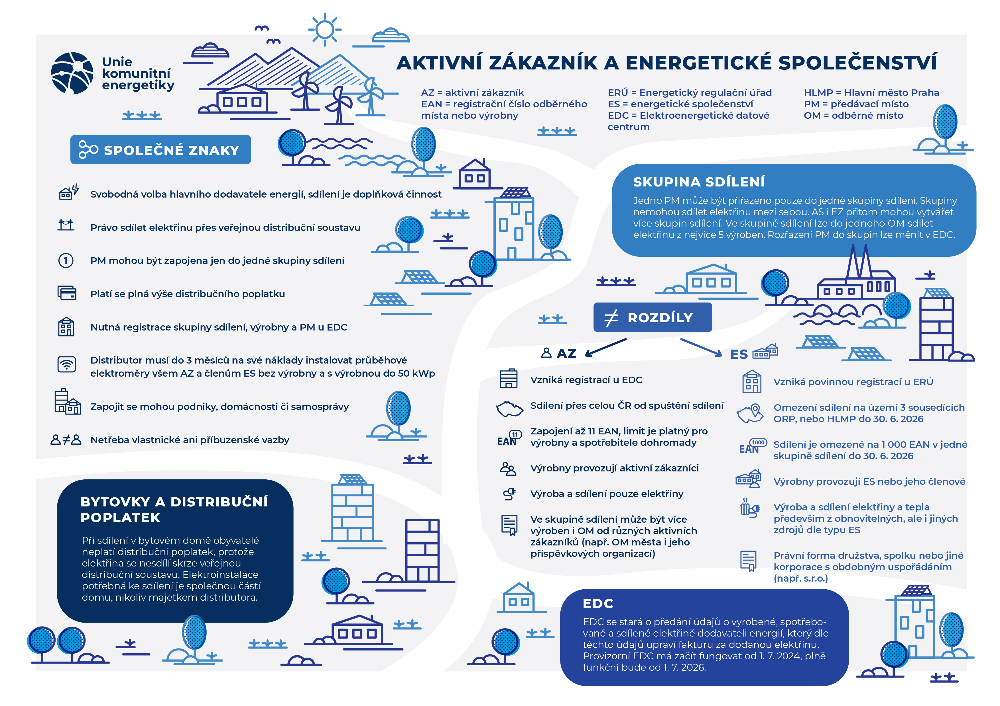 Unie
komunitní
energetiky
AKTIVNÍ ZÁKAZNÍK A ENERGETICKÉ SPOLEČENSTVÍ
AZ = aktivní zákazník
EAN = registrační číslo odběrného
místa nebo výrobny
ERÚ = Energetický regulační úřad
ES = energetické společenství
EDC = Elektroenergetické datové
centrum
HLMP = Hlavní město Praha
PM = předávací místo
OM = odběrné místo
SPOLEČNÉ ZNAKY
Svobodná volba hlavního dodavatele energií, sdílení je doplňková činnost
Právo sdílet elektřinu přes veřejnou distribuční soustavu
1
PM mohou být zapojena jen do jedné skupiny sdílení
Platí se plná výše distribučního poplatku
Nutná registrace skupiny sdílení, výrobny a PM u EDC
Distributor musí do 3 měsíců na své náklady instalovat průběhové
elektroměry všem AZ a členům ES bez výrobny a s výrobnou do 50 kWp
Zapojit se mohou podniky, domácnosti či samosprávy
≠
Netřeba vlastnické ani příbuzenské vazby
SKUPINA SDÍLENÍ
Jedno PM může být přiřazeno pouze do jedné skupiny sdílení. Skupiny
nemohou sdílet elektřinu mezi sebou. AS i EZ přitom mohou vytvářet
více skupin sdílení. Ve skupině sdílení lze do jednoho OM sdílet
elektřinu z nejvíce 5 výroben. Rozřazení PM do skupin lze měnit v EDC.
≠ ROZDÍLY
AZ
Vzniká registrací u EDC
Sdílení přes celou ČR od spuštění sdílení
EAN 11
Zapojení až 11 EAN, limit je platný pro
výrobny a spotřebitele dohromady
Výrobny provozují aktivní zákazníci
Výroba a sdílení pouze elektřiny
Ve skupině sdílení může být více
výroben i OM od různých aktivních
zákazníků (např. OM města i jeho
příspěvkových organizací)
ES
Vzniká povinnou registrací u ERÚ
Omezení sdílení na území 3 sousedících
ORP, nebo HLMP do 30. 6. 2026
EAN 1000
Sdílení je omezené na 1 000 EAN v jedné
skupině sdílení do 30. 6. 2026
Výrobny provozují ES nebo jeho členové
Výroba a sdílení elektřiny a tepla
především z obnovitelných, ale i jiných
zdrojů dle typu ES
Právní forma družstva, spolku nebo jiné
korporace s obdobným uspořádáním
(např. s.r.o.)
BYTOVKY A DISTRIBUČNÍ
POPLATEK
Při sdílení v bytovém domě obyvatelé
neplatí distribuční poplatek, protože
elektřina se nesdílí skrze veřejnou
distribuční soustavu. Elektroinstalace
potřebná ke sdílení je společnou částí
domu, nikoliv majetkem distributora.
EDC
EDC se stará o předání údajů o vyrobené, spotřebo-
vané a sdílené elektřině dodavateli energií, který dle
těchto údajů upraví fakturu za dodanou elektřinu.
Provizorní EDC má začít fungovat od 1. 7. 2024, plně
funkční bude od 1. 7. 2026.